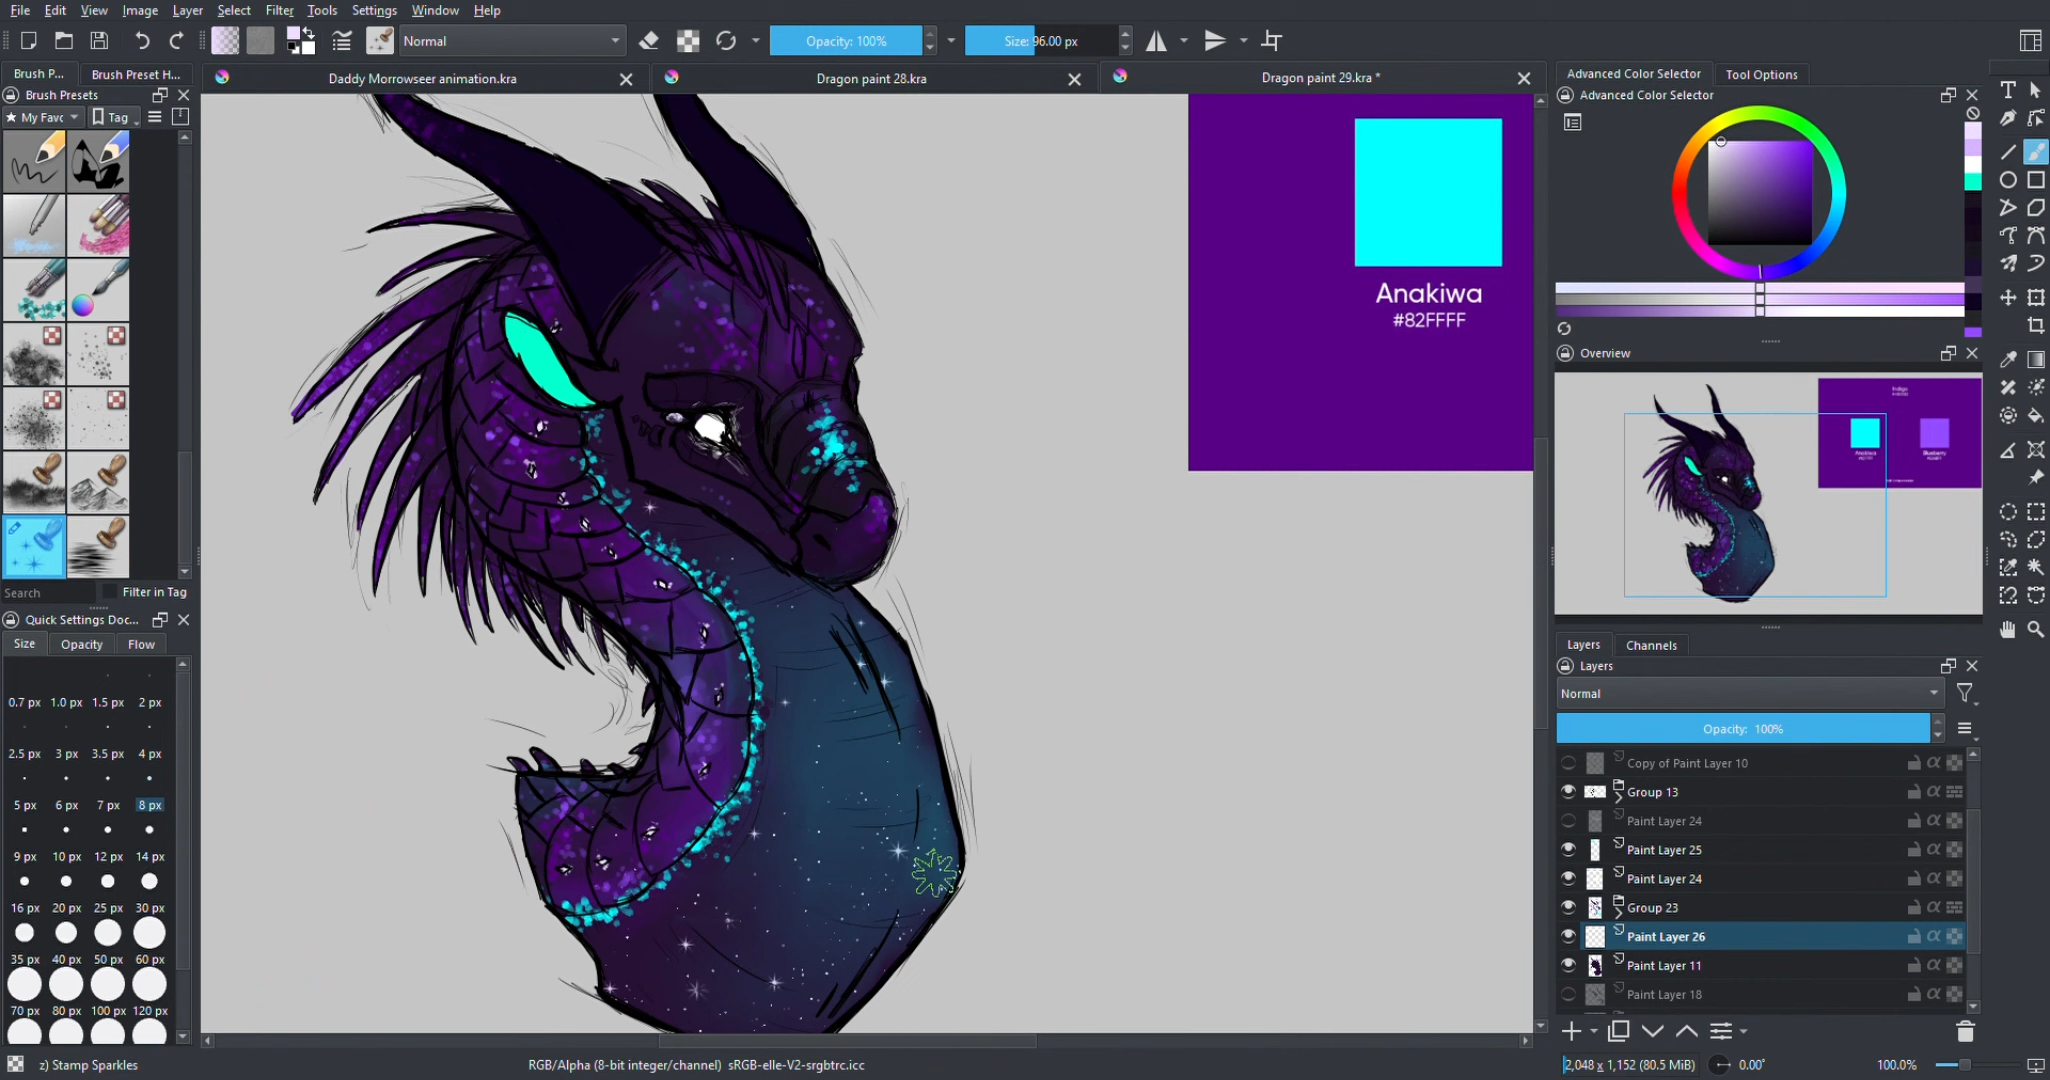 File Edit View Image Layer Select Filter Tools Settings Window Help
Normal
Opacity: 100%
Size: 96.00 px
Brush P...
Brush Preset H...
Daddy Morrowseer animation.kra
Dragon paint 28.kra
Dragon paint 29.kra *
Advanced Color Selector
Tool Options
Brush Presets
Advanced Color Selector
★ My Favc
Tag
Anakiwa
#82FFFF
Overview
Search
Filter in Tag
Quick Settings Doc...
Size Opacity Flow
0.7 px 1.0 px 1.5 px 2 px
2.5 px 3 px 3.5 px 4 px
5 px 6 px 7 px 8 px
9 px 10 px 12 px 14 px
16 px 20 px 25 px 30 px
35 px 40 px 50 px 60 px
70 px 80 px 100 px 120 px
Layers Channels
Layers
Normal
Opacity: 100%
Copy of Paint Layer 10
Group 13
Paint Layer 24
Paint Layer 25
Paint Layer 24
Group 23
Paint Layer 26
Paint Layer 11
Paint Layer 18
z) Stamp Sparkles
RGB/Alpha (8-bit integer/channel) sRGB-elle-V2-srgbtrc.icc
2,048 x 1,152 (80.5 MiB)
0.00°
100.0%